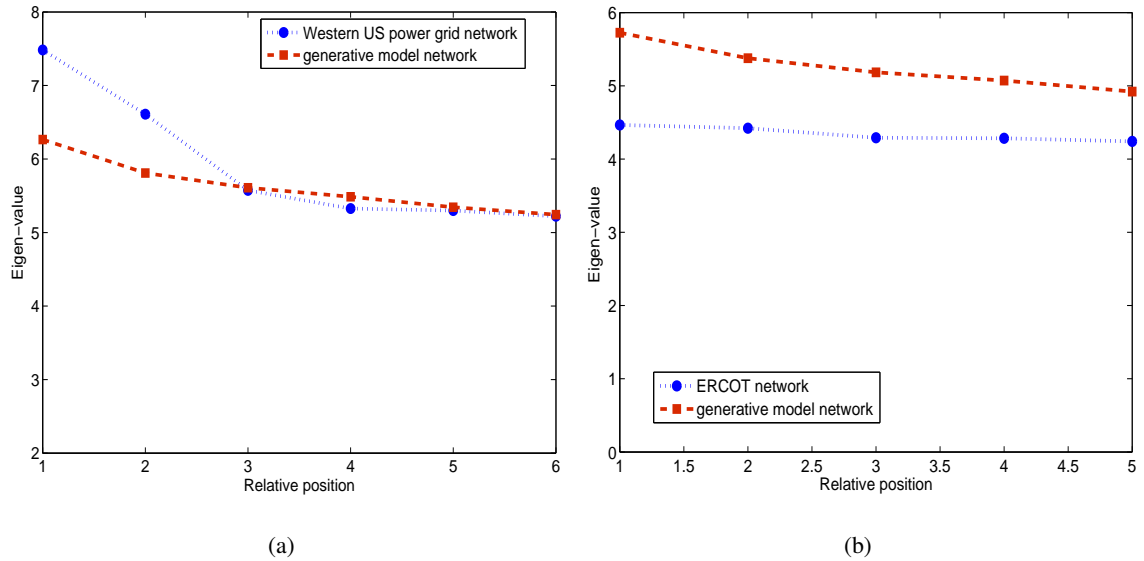 8
7
6
5
4
3
2
1
2
3
4
5
6
Eigen-value
Relative position
Western US power grid network
generative model network
(a)
6
5
4
3
2
1
0
1
1.5
2
2.5
3
3.5
4
4.5
5
Eigen-value
Relative position
ERCOT network
generative model network
(b)